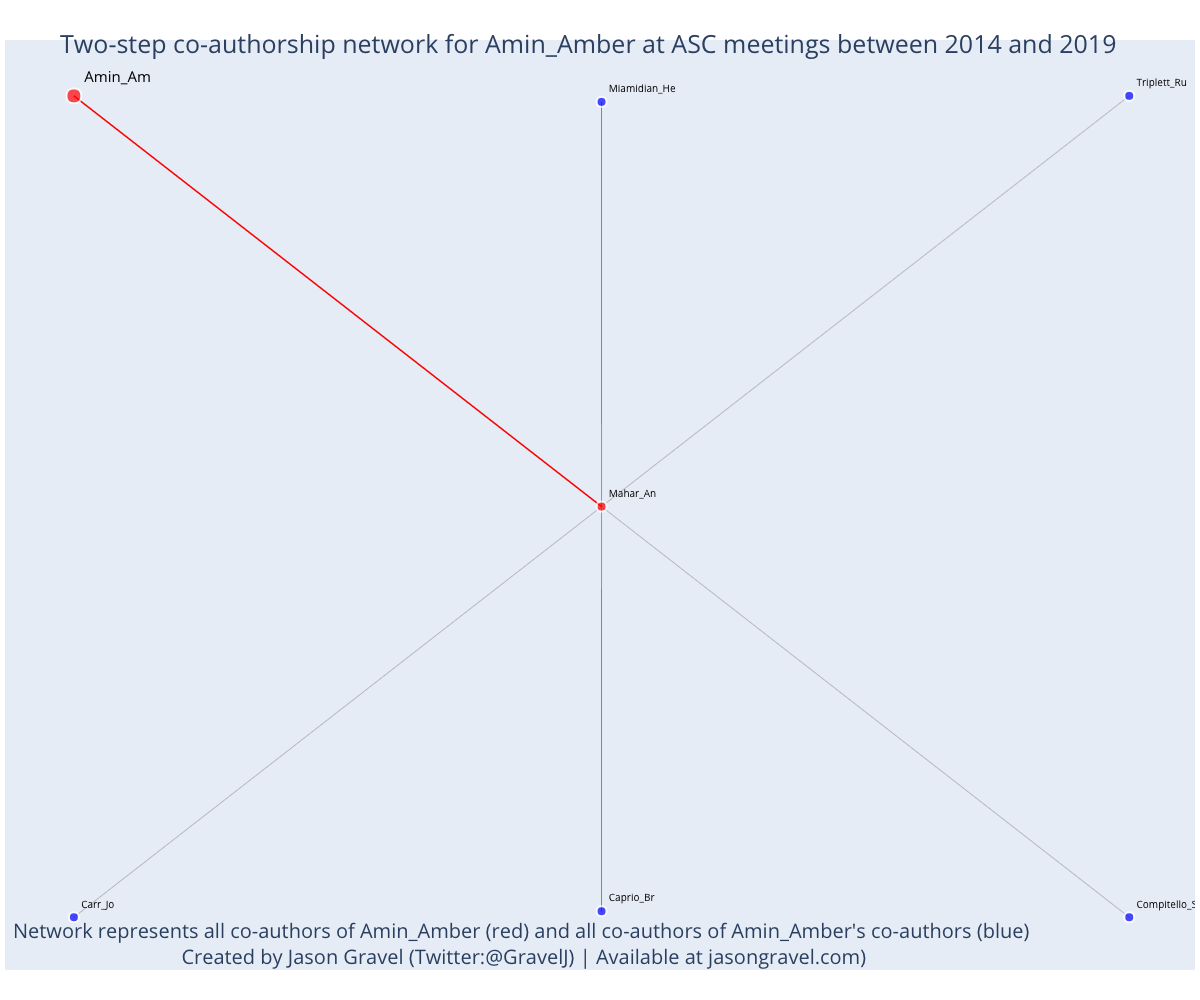 Two-step co-authorship network for Amin_Amber at ASC meetings between 2014 and 2019
Amin_Am
Miamidian_He
Triplett_Ru
Mahar_An
Carr_Jo
Caprio_Br
Compitello_S
Network represents all co-authors of Amin_Amber (red) and all co-authors of Amin_Amber's co-authors (blue)
Created by Jason Gravel (Twitter:@GravelJ) | Available at jasongravel.com)